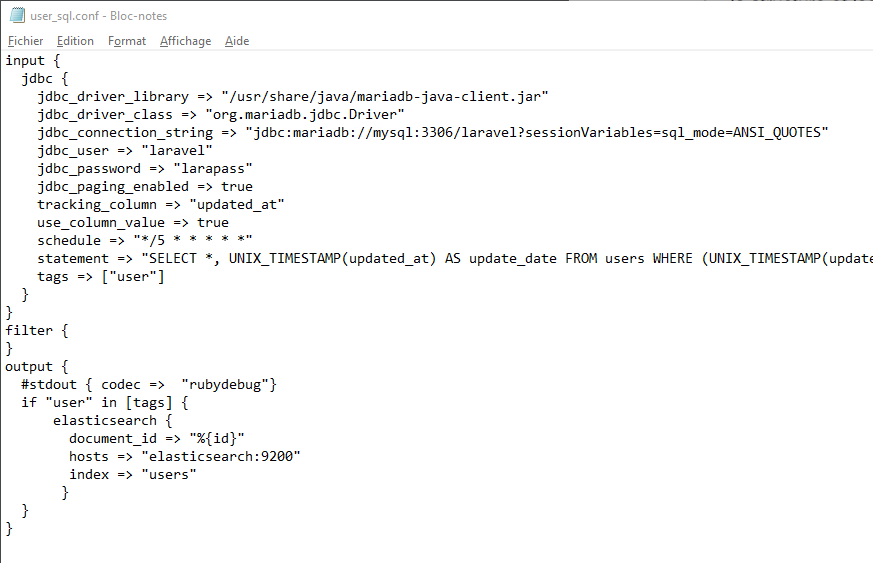 user_sql.conf - Bloc-notes
Fichier Edition Format Affichage Aide
input {
  jdbc {
    jdbc_driver_library => "/usr/share/java/mariadb-java-client.jar"
    jdbc_driver_class => "org.mariadb.jdbc.Driver"
    jdbc_connection_string => "jdbc:mariadb://mysql:3306/laravel?sessionVariables=sql_mode=ANSI_QUOTES"
    jdbc_user => "laravel"
    jdbc_password => "larapass"
    jdbc_paging_enabled => true
    tracking_column => "updated_at"
    use_column_value => true
    schedule => "*/5 * * * * *"
    statement => "SELECT *, UNIX_TIMESTAMP(updated_at) AS update_date FROM users WHERE (UNIX_TIMESTAMP(update
    tags => ["user"]
  }
}
filter {
}
output {
  #stdout { codec =>  "rubydebug"}
  if "user" in [tags] {
      elasticsearch {
        document_id => "%{id}"
        hosts => "elasticsearch:9200"
        index => "users"
       }
  }
}